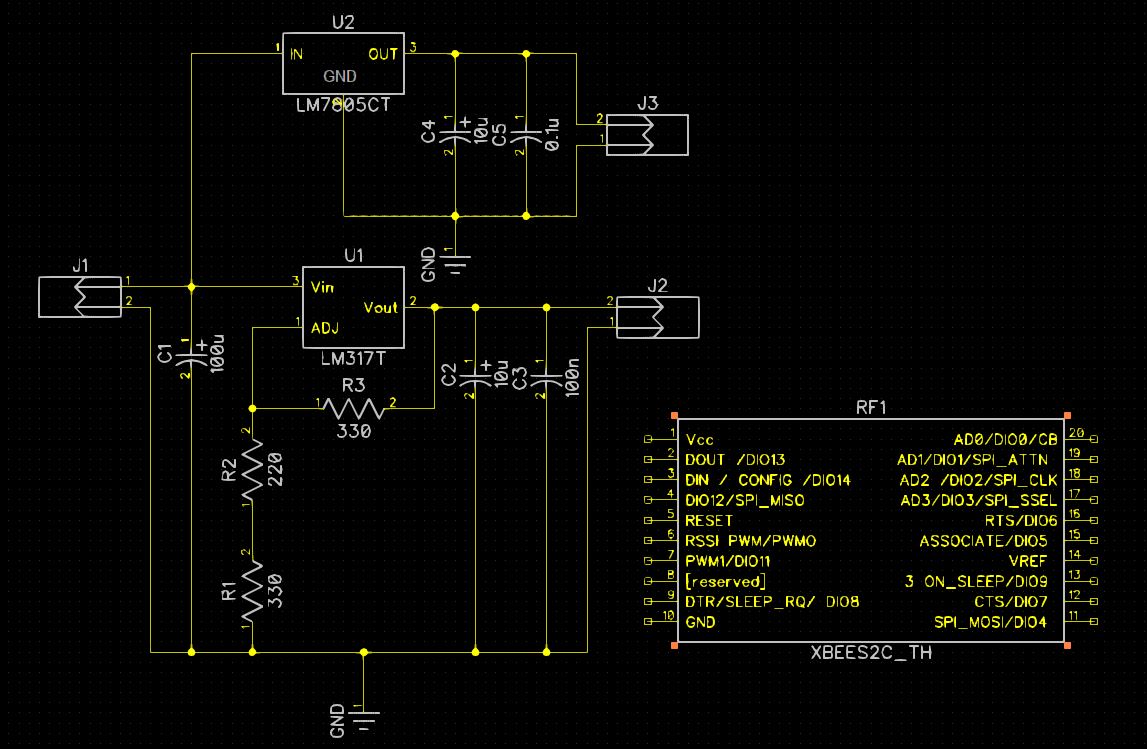 U2
1 IN OUT 3
GND
2
LM7805CT
C4
1
+
10u
2
C5
1
0.1u
2
J3
2
1
GND
1
J1
1
2
U1
3 Vin
Vout 2
1 ADJ
LM317T
J2
2
1
C1
1
+
100u
2
R3
1 2
330
C2
1
+
10u
2
C3
1
100n
2
2
R2
220
1
2
R1
330
1
GND
1
RF1
1 Vcc AD0/DIO0/CB 20
2 DOUT /DIO13 AD1/DIO1/SPI_ATTN 19
3 DIN / CONFIG /DIO14 AD2 /DIO2/SPI_CLK 18
4 DIO12/SPI_MISO AD3/DIO3/SPI_SSEL 17
5 RESET RTS/DIO6 16
6 RSSI PWM/PWMO ASSOCIATE/DIO5 15
7 PWM1/DIO11 VREF 14
8 [reserved] 3 ON_SLEEP/DIO9 13
9 DTR/SLEEP_RQ/ DIO8 CTS/DIO7 12
10 GND SPI_MOSI/DIO4 11
XBEES2C_TH